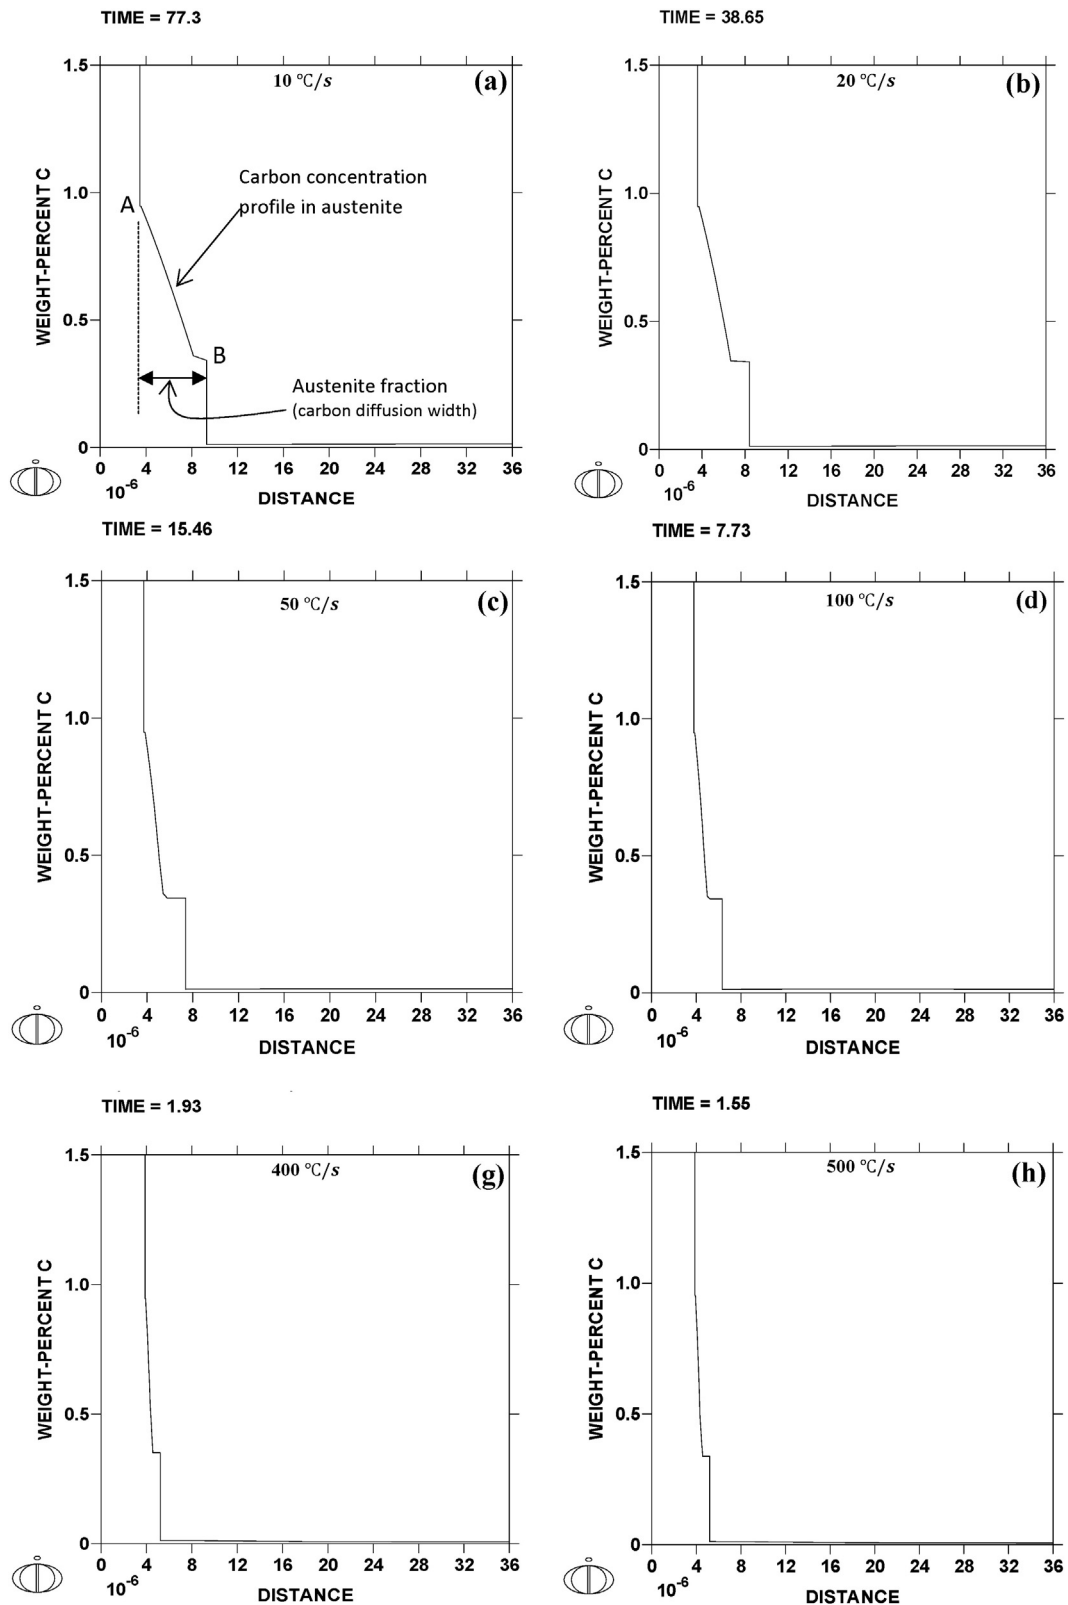 TIME = 77.3
10 °C/s
(a)
WEIGHT-PERCENT C
1.5
1.0
0.5
0
A
B
Carbon concentration
profile in austenite
Austenite fraction
(carbon diffusion width)
0 4 8 12 16 20 24 28 32 36
10-6
DISTANCE
TIME = 38.65
20 °C/s
(b)
WEIGHT-PERCENT C
1.5
1.0
0.5
0
0 4 8 12 16 20 24 28 32 36
10-6
DISTANCE
TIME = 15.46
50 °C/s
(c)
WEIGHT-PERCENT C
1.5
1.0
0.5
0
0 4 8 12 16 20 24 28 32 36
10-6
DISTANCE
TIME = 7.73
100 °C/s
(d)
WEIGHT-PERCENT C
1.5
1.0
0.5
0
0 4 8 12 16 20 24 28 32 36
10-6
DISTANCE
TIME = 1.93
400 °C/s
(g)
WEIGHT-PERCENT C
1.5
1.0
0.5
0
0 4 8 12 16 20 24 28 32 36
10-6
DISTANCE
TIME = 1.55
500 °C/s
(h)
WEIGHT-PERCENT C
1.5
1.0
0.5
0
0 4 8 12 16 20 24 28 32 36
10-6
DISTANCE